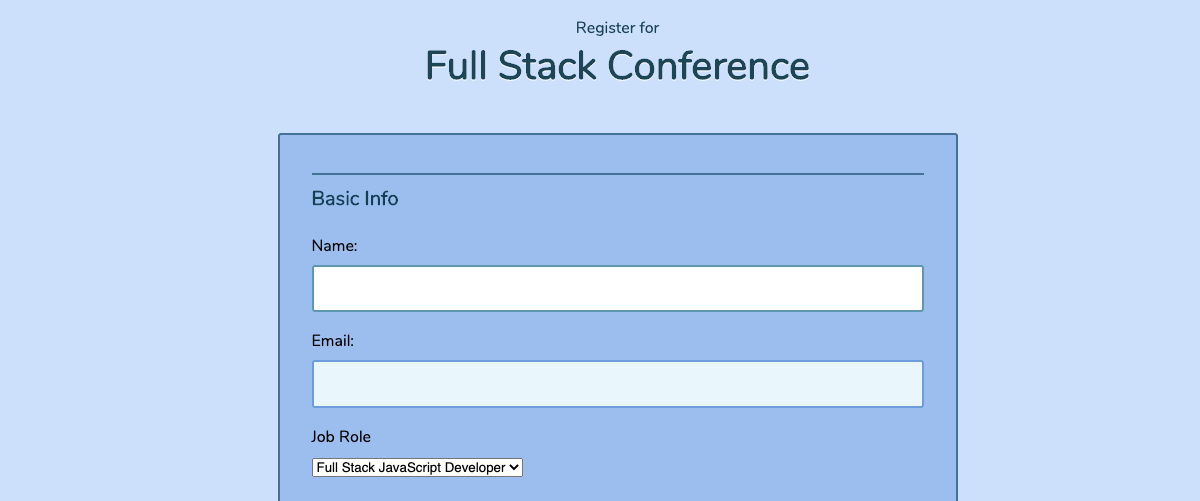 Register for
Full Stack Conference
Basic Info
Name:
Email:
Job Role
Full Stack JavaScript Developer